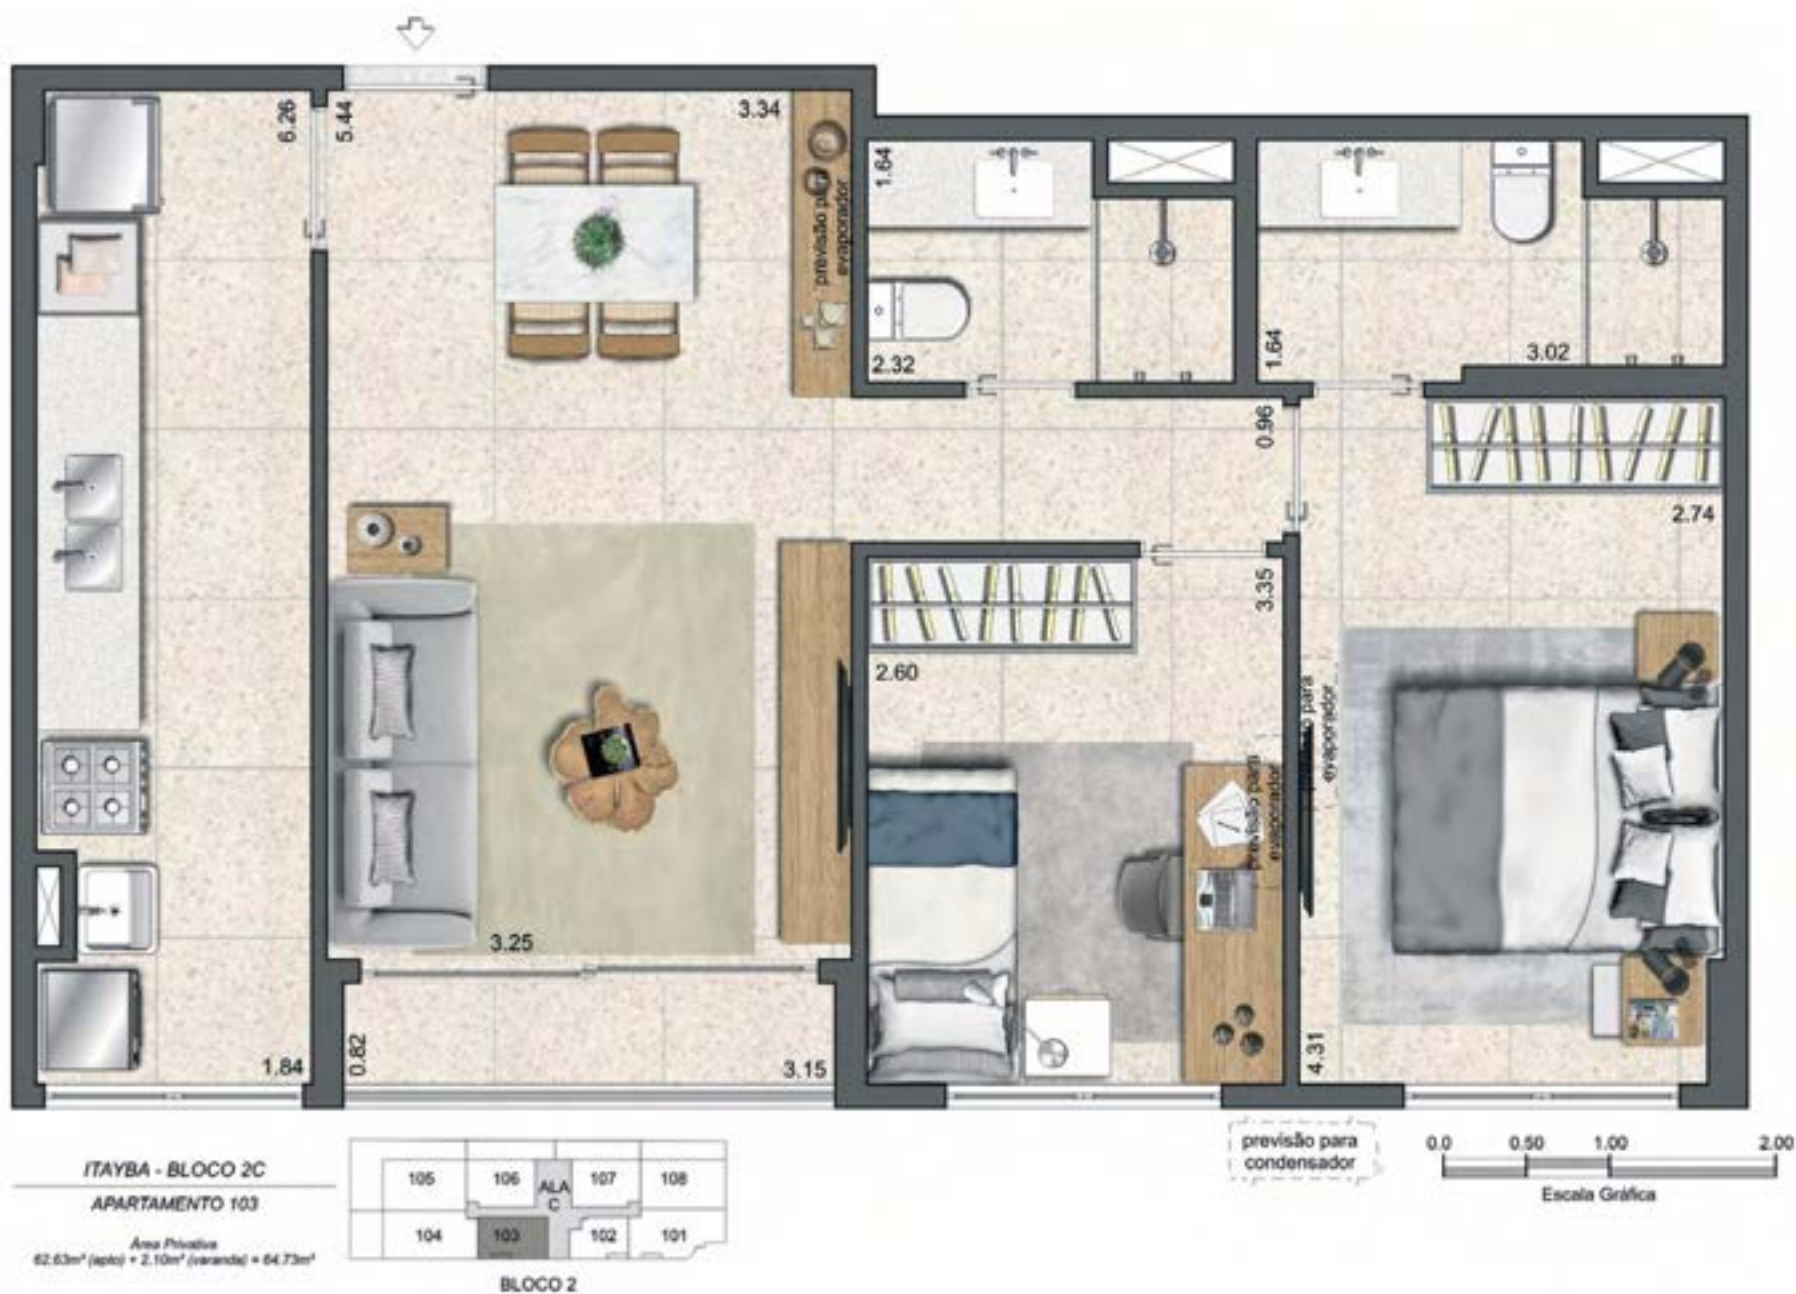 6.26
5.44
3.34
previsão para
evaporador
1.64
2.32
1.64
3.02
0.96
2.74
3.35
2.60
previsão para
evaporador
para
evaporador
3.25
4.31
1.84
0.82
3.15
previsão para
condensador
0.0 0.50 1.00 2.00
Escala Gráfica
ITAYBA - BLOCO 2C
APARTAMENTO 103
Área Privativa
62.63m² (apto) + 2.10m² (varanda) = 64.73m²
105 106 ALA 107 108
C
104 103 102 101
BLOCO 2